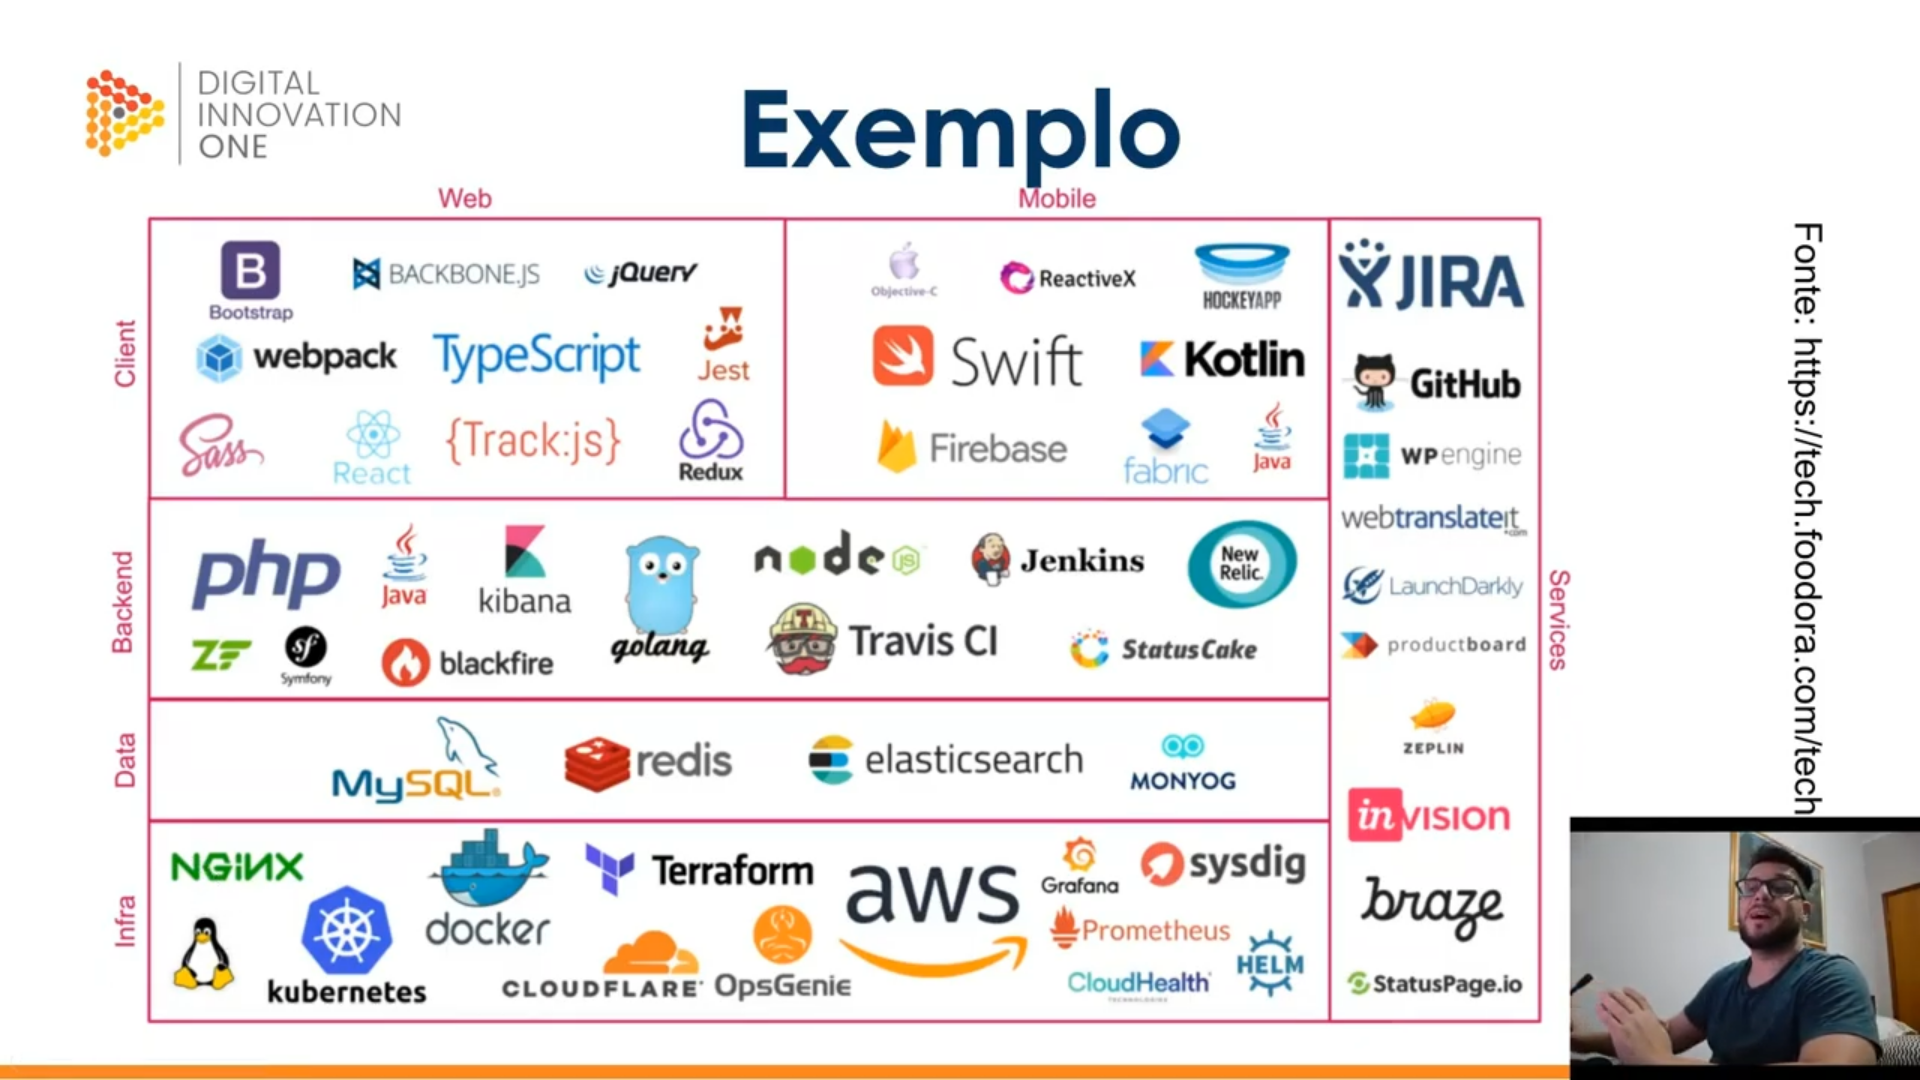 DIGITAL
INNOVATION
ONE
Exemplo
Web
Mobile
Client
B
Bootstrap
BACKBONE.JS
jQuery
webpack
TypeScript
Jest
Sass
React
{Track:js}
Redux
Objective-C
ReactiveX
HOCKEYAPP
Swift
Kotlin
Firebase
fabric
Java
Backend
php
Java
kibana
golang
node
JS
Jenkins
New
Relic.
ZF
sf
Symfony
blackfire
T
Travis CI
StatusCake
Data
MySQL
redis
elasticsearch
MONYOG
Infra
NGINX
docker
Terraform
aws
Grafana
sysdig
kubernetes
CLOUDFLARE
OpsGenie
Prometheus
CloudHealth
TECHNOLOGIES
HELM
Services
JIRA
GitHub
WPengine
webtranslateit
.com
LaunchDarkly
productboard
ZEPLIN
invision
braze
StatusPage.io
Fonte: https://tech.foodora.com/tech